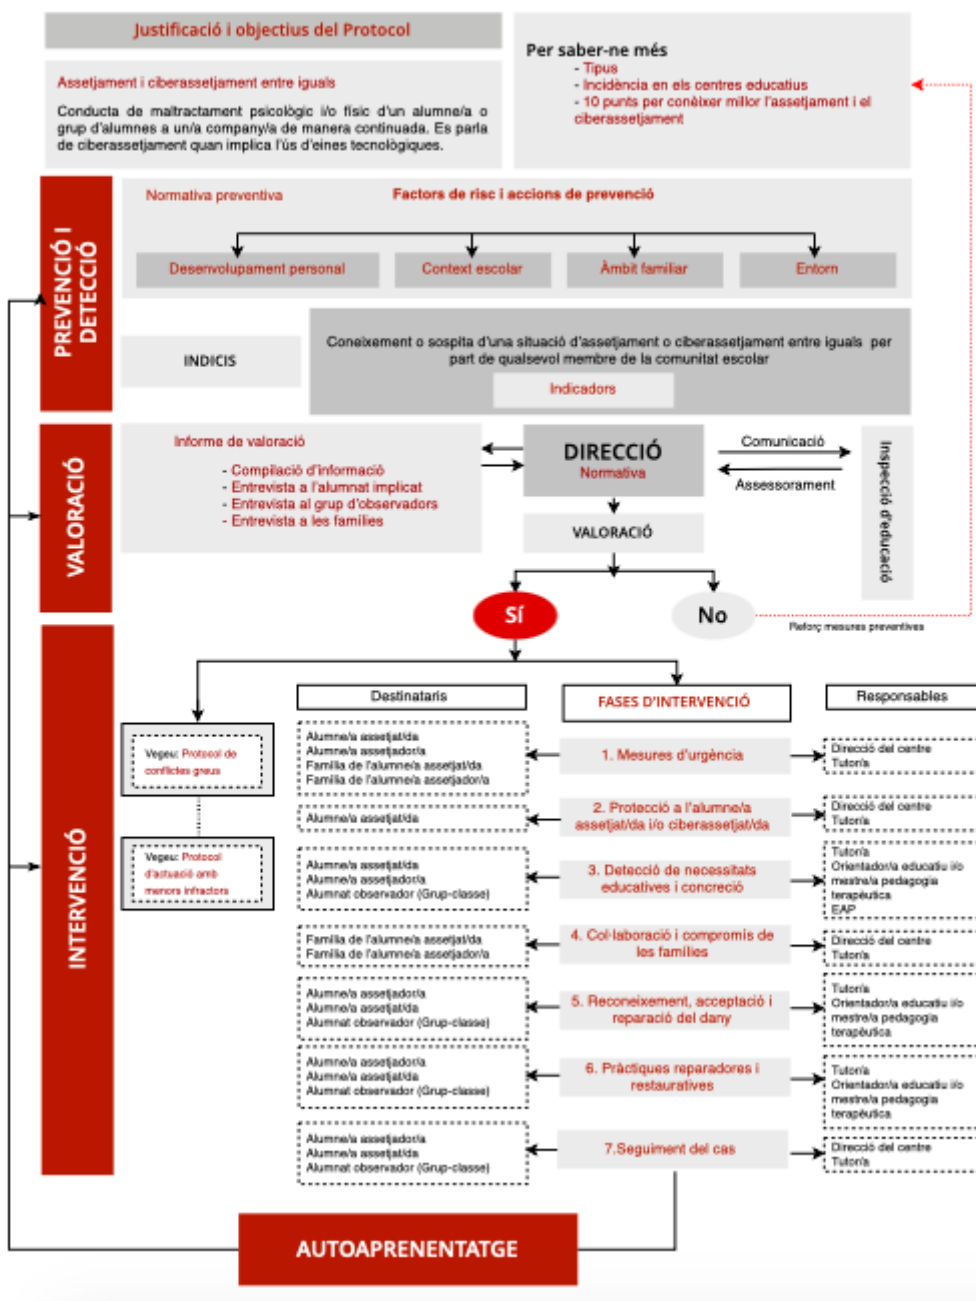 Justificació i objectius del Protocol
Assetjament i ciberassetjament entre iguals
Conducta de maltractament psicològic i/o físic d'un alumne/a o
grup d'alumnes a un/a company/a de manera continuada. Es parla
de ciberassetjament quan implica l'ús d'eines tecnològiques.
Per saber-ne més
- Tipus
- Incidència en els centres educatius
- 10 punts per conèixer millor l'assetjament i el
ciberassetjament
PREVENCIÓ I
DETECCIÓ
Normativa preventiva
Factors de risc i accions de prevenció
Desenvolupament personal
Context escolar
Àmbit familiar
Entorn
INDICIS
Coneixement o sospita d'una situació d'assetjament o ciberassetjament entre iguals per
part de qualsevol membre de la comunitat escolar
Indicadors
VALORACIÓ
Informe de valoració
- Compilació d'informació
- Entrevista a l'alumnat implicat
- Entrevista al grup d'observadors
- Entrevista a les famílies
DIRECCIÓ
Normativa
VALORACIÓ
Comunicació
Assessorament
Inspecció d'educació
Sí
No
Reforç mesures preventives
INTERVENCIÓ
Vegeu: Protocol de
conflictes greus
Vegeu: Protocol
d'actuació amb
menors infractors
Destinataris
FASES D'INTERVENCIÓ
Responsables
Alumne/a assetjat/da
Alumne/a assetjador/a
Família de l'alumne/a assetjat/da
Família de l'alumne/a assetjador/a
1. Mesures d'urgència
Direcció del centre
Tutor/a
Alumne/a assetjat/da
2. Protecció a l'alumne/a
assetjat/da i/o ciberassetjat/da
Direcció del centre
Tutor/a
Alumne/a assetjat/da
Alumne/a assetjador/a
Alumnat observador (Grup-classe)
3. Detecció de necessitats
educatives i concreció
Tutor/a
Orientador/a educatiu i/o
mestre/a pedagogia
terapèutica
EAP
Família de l'alumne/a assetjat/da
Família de l'alumne/a assetjador/a
4. Col·laboració i compromís de
les famílies
Direcció del centre
Tutor/a
Alumne/a assetjador/a
Alumne/a assetjat/da
Alumnat observador (Grup-classe)
5. Reconeixement, acceptació i
reparació del dany
Tutor/a
Orientador/a educatiu i/o
mestre/a pedagogia
terapèutica
Alumne/a assetjador/a
Alumne/a assetjat/da
Alumnat observador (Grup-classe)
6. Pràctiques reparadores i
restauratives
Tutor/a
Orientador/a educatiu i/o
mestre/a pedagogia
terapèutica
Alumne/a assetjador/a
Alumne/a assetjat/da
Alumnat observador (Grup-classe)
7.Seguiment del cas
Direcció del centre
Tutor/a
AUTOAPRENENTATGE